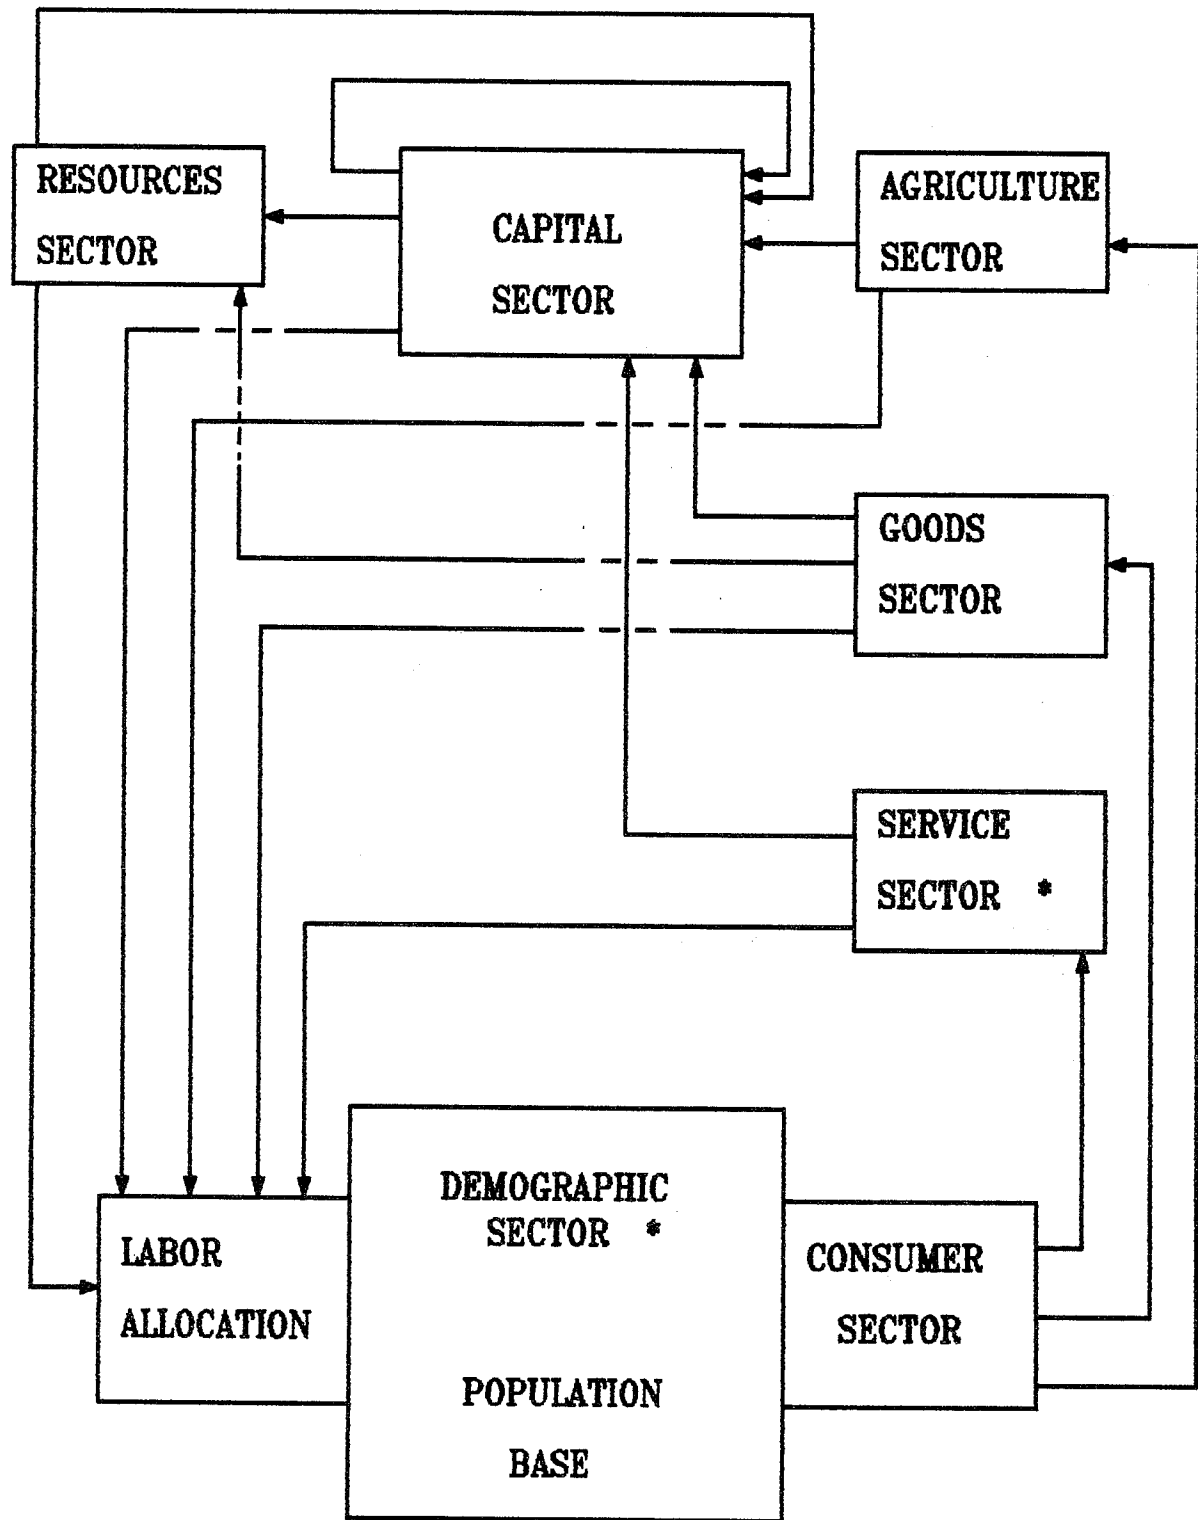 RESOURCES
SECTOR
CAPITAL
SECTOR
AGRICULTURE
SECTOR
GOODS
SECTOR
SERVICE
SECTOR *
DEMOGRAPHIC
SECTOR *
POPULATION
BASE
LABOR
ALLOCATION
CONSUMER
SECTOR